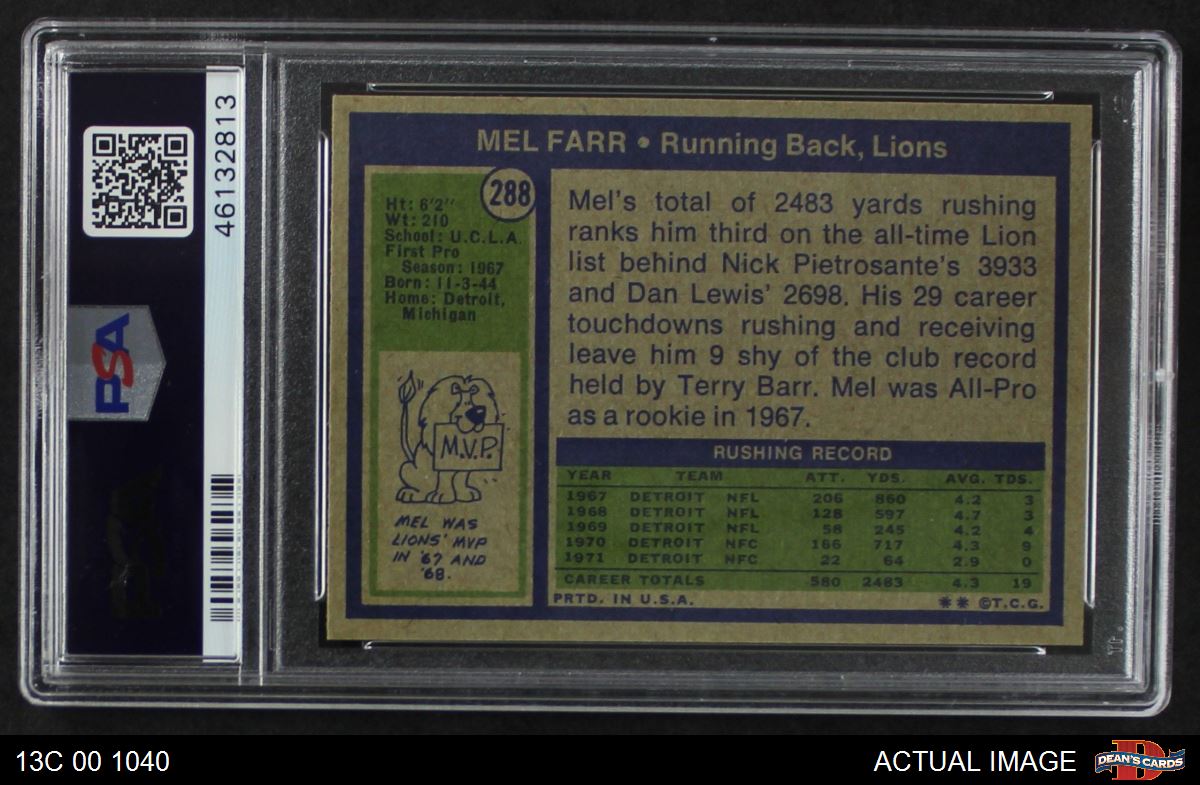 46132813
PSA
MEL FARR • Running Back, Lions
288
Ht: 6'2"
Wt: 210
School: U.C.L.A.
First Pro
Season: 1967
Born: 11-3-44
Home: Detroit,
Michigan
M.V.P.
MEL WAS
LIONS' MVP
IN '67 AND
'68.
Mel's total of 2483 yards rushing
ranks him third on the all-time Lion
list behind Nick Pietrosante's 3933
and Dan Lewis' 2698. His 29 career
touchdowns rushing and receiving
leave him 9 shy of the club record
held by Terry Barr. Mel was All-Pro
as a rookie in 1967.
RUSHING RECORD
YEAR TEAM ATT. YDS. AVG. TDS.
1967 DETROIT NFL 206 860 4.2 3
1968 DETROIT NFL 128 597 4.7 3
1969 DETROIT NFL 58 245 4.2 4
1970 DETROIT NFC 166 717 4.3 9
1971 DETROIT NFC 22 64 2.9 0
CAREER TOTALS 580 2483 4.3 19
PRTD. IN U.S.A. ** ©T.C.G.
13C 00 1040
ACTUAL IMAGE
D
DEAN'S CARDS